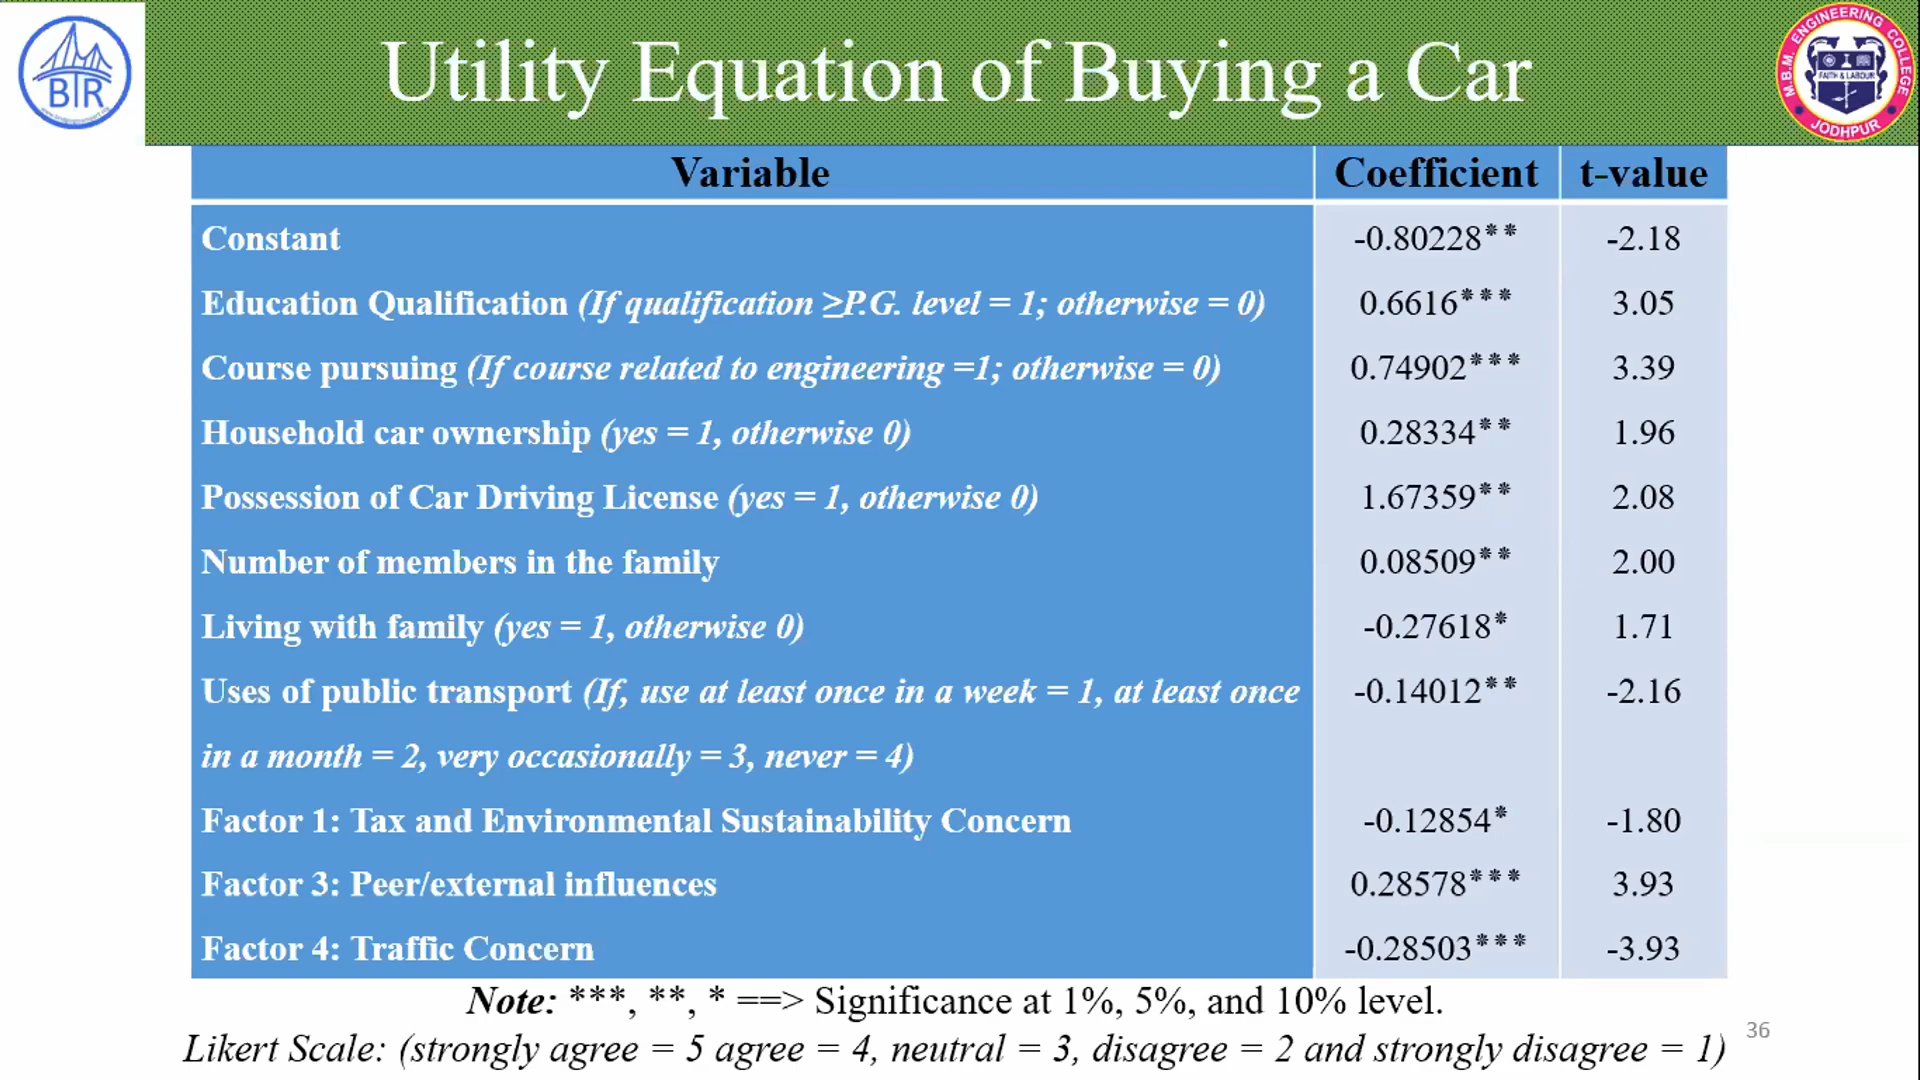 BTR
Utility Equation of Buying a Car
M.B.M. ENGINEERING COLLEGE
FAITH & LABOUR
JODHPUR
Variable Coefficient t-value
Constant -0.80228** -2.18
Education Qualification (If qualification ≥P.G. level = 1; otherwise = 0) 0.6616*** 3.05
Course pursuing (If course related to engineering =1; otherwise = 0) 0.74902*** 3.39
Household car ownership (yes = 1, otherwise 0) 0.28334** 1.96
Possession of Car Driving License (yes = 1, otherwise 0) 1.67359** 2.08
Number of members in the family 0.08509** 2.00
Living with family (yes = 1, otherwise 0) -0.27618* 1.71
Uses of public transport (If, use at least once in a week = 1, at least once -0.14012** -2.16
in a month = 2, very occasionally = 3, never = 4)
Factor 1: Tax and Environmental Sustainability Concern -0.12854* -1.80
Factor 3: Peer/external influences 0.28578*** 3.93
Factor 4: Traffic Concern -0.28503*** -3.93
Note: ***, **, * ==> Significance at 1%, 5%, and 10% level.
36
Likert Scale: (strongly agree = 5 agree = 4, neutral = 3, disagree = 2 and strongly disagree = 1)